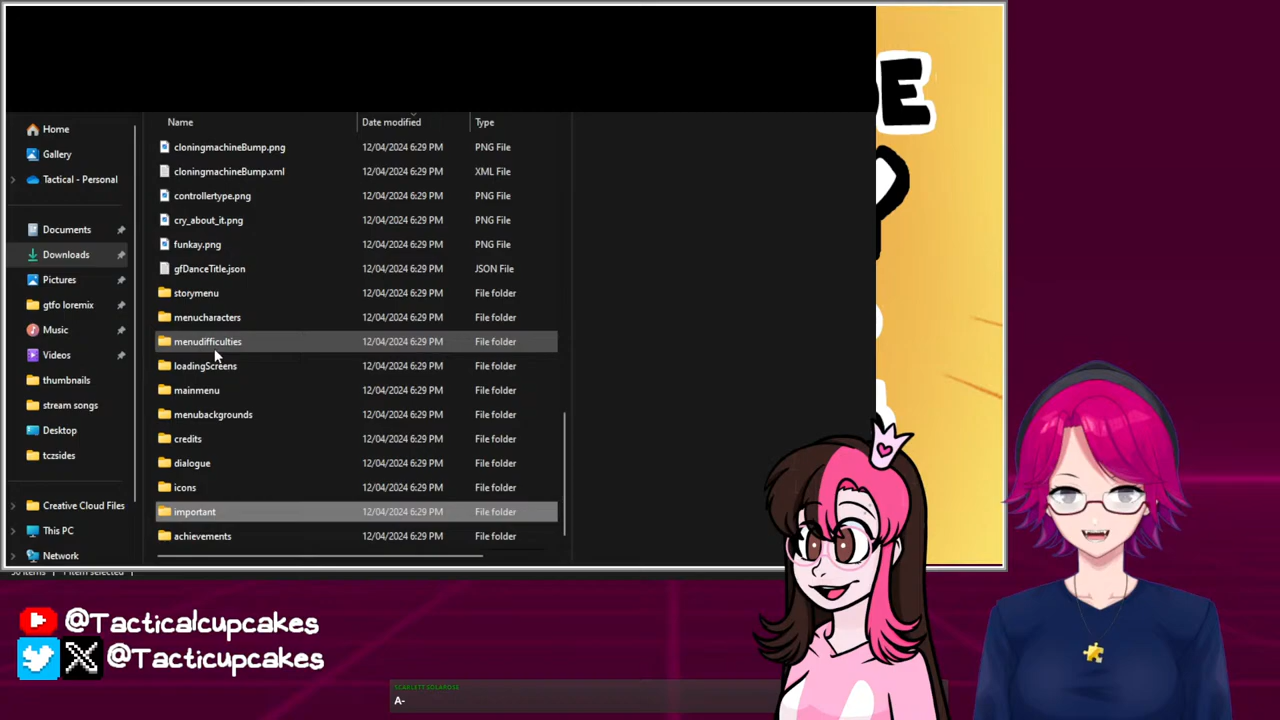 E
Name Date modified Type
Home
Gallery
Tactical - Personal
Documents
Downloads
Pictures
gtfo loremix
Music
Videos
thumbnails
stream songs
Desktop
tczsides
Creative Cloud Files
This PC
Network
cloningmachineBump.png 12/04/2024 6:29 PM PNG File
cloningmachineBump.xml 12/04/2024 6:29 PM XML File
controllertype.png 12/04/2024 6:29 PM PNG File
cry_about_it.png 12/04/2024 6:29 PM PNG File
funkay.png 12/04/2024 6:29 PM PNG File
gfDanceTitle.json 12/04/2024 6:29 PM JSON File
storymenu 12/04/2024 6:29 PM File folder
menucharacters 12/04/2024 6:29 PM File folder
menudifficulties 12/04/2024 6:29 PM File folder
loadingScreens 12/04/2024 6:29 PM File folder
mainmenu 12/04/2024 6:29 PM File folder
menubackgrounds 12/04/2024 6:29 PM File folder
credits 12/04/2024 6:29 PM File folder
dialogue 12/04/2024 6:29 PM File folder
icons 12/04/2024 6:29 PM File folder
important 12/04/2024 6:29 PM File folder
achievements 12/04/2024 6:29 PM File folder
@Tacticalcupcakes
@Tacticupcakes
SCARLETT SOLAROSE
A-